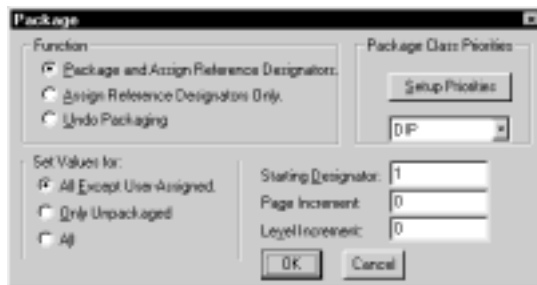 Package
Function
Package and Assign Reference Designators.
Assign Reference Designators Only.
Undo Packaging
Package Class Priorities
Setup Priorities
DIP
Set Values for:
All Except User-Assigned.
Only Unpackaged
All
Starting Designator: 1
Page Increment: 0
Level Increment: 0
OK
Cancel